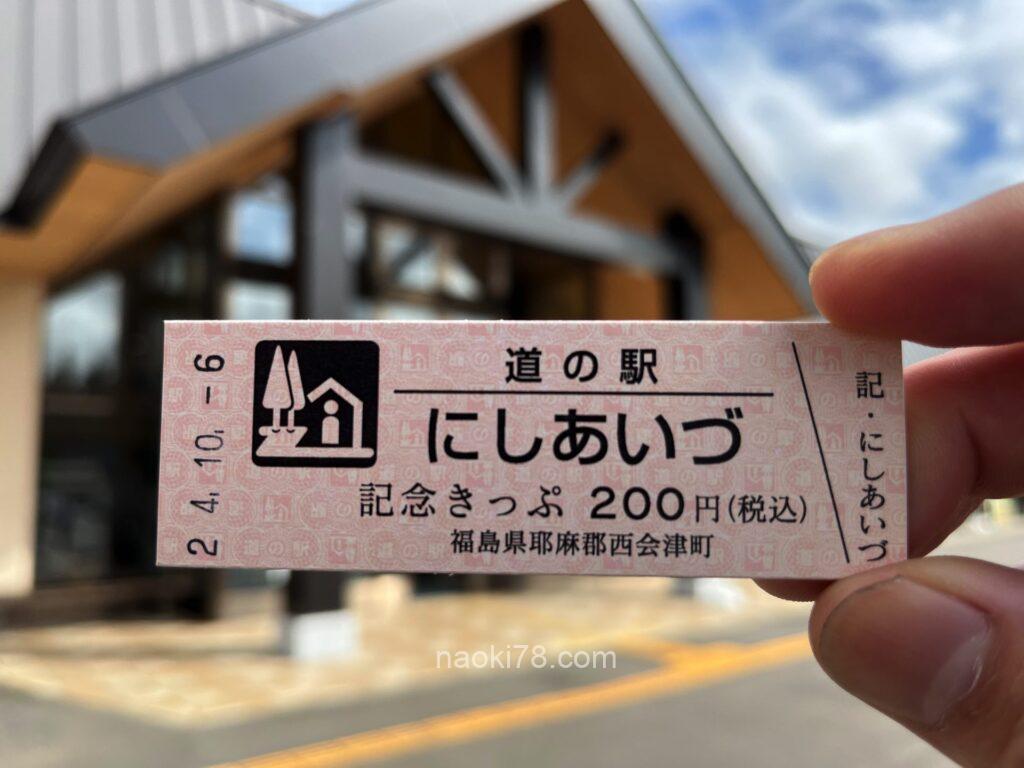 24.10.-6
道の駅
にしあいづ
記念きっぷ 200円(税込)
福島県耶麻郡西会津町
記・にしあいづ
naoki78.com